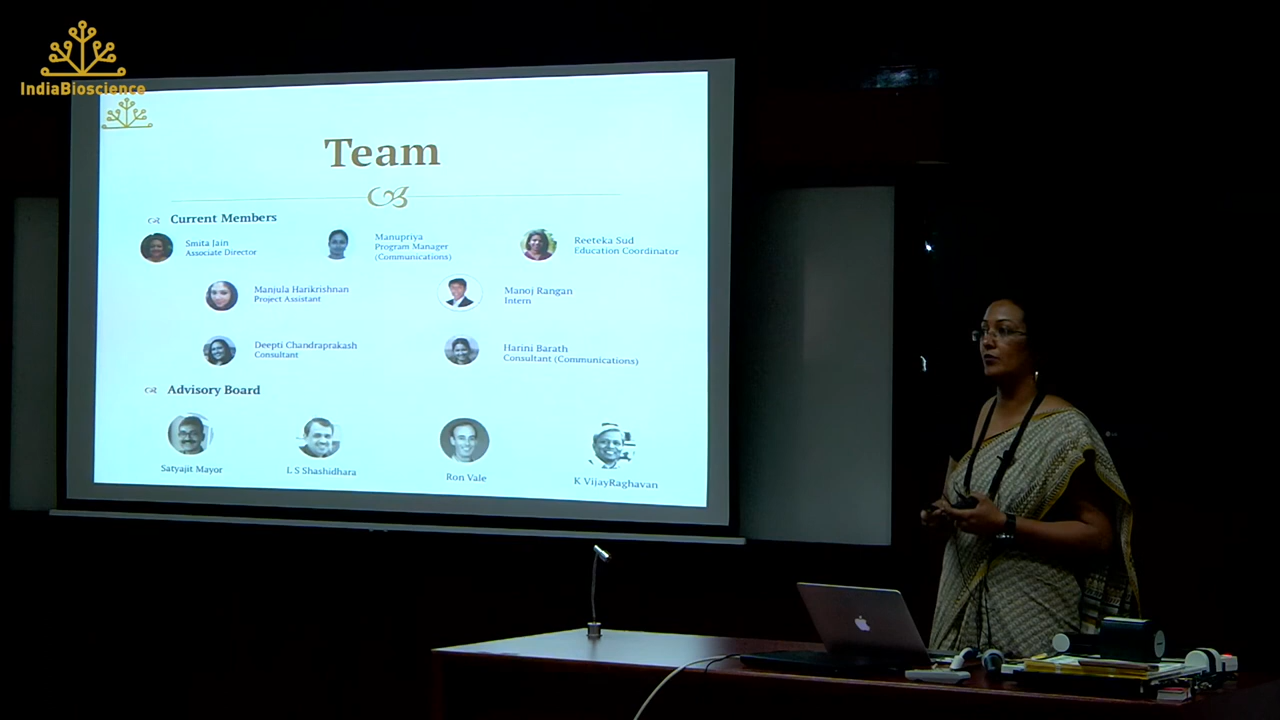 IndiaBioscience
Team
Current Members
Smita Jain
Associate Director
Manupriya
Program Manager
(Communications)
Reeteka Sud
Education Coordinator
Manjula Harikrishnan
Project Assistant
Manoj Rangan
Intern
Deepti Chandraprakash
Consultant
Harini Barath
Consultant (Communications)
Advisory Board
Satyajit Mayor
L S Shashidhara
Ron Vale
K VijayRaghavan